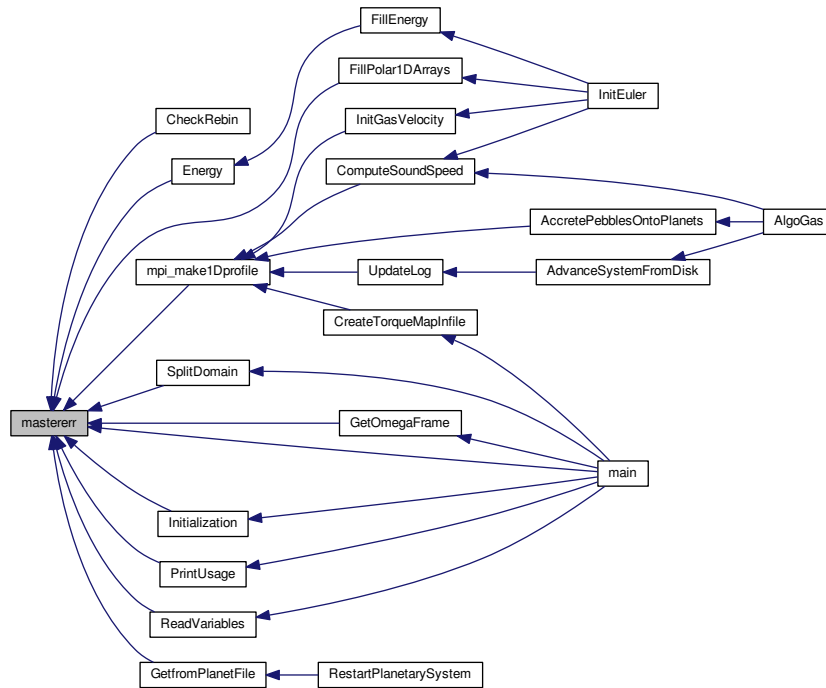 FillEnergy
FillPolar1DArrays
InitEuler
CheckRebin
InitGasVelocity
Energy
ComputeSoundSpeed
AccretePebblesOntoPlanets
AlgoGas
mpi_make1Dprofile
UpdateLog
AdvanceSystemFromDisk
CreateTorqueMapInfile
SplitDomain
mastererr
GetOmegaFrame
main
Initialization
PrintUsage
ReadVariables
GetfromPlanetFile
RestartPlanetarySystem